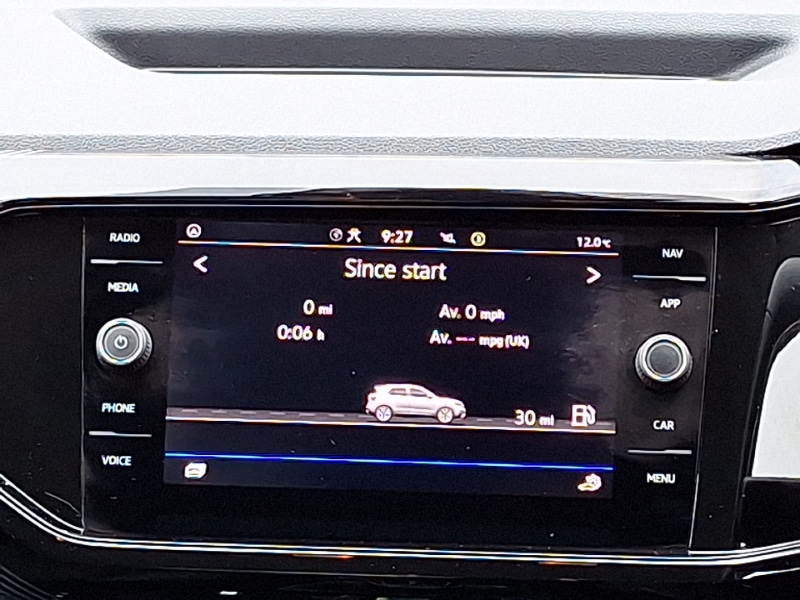 RADIO
MEDIA
PHONE
VOICE
9:27
12.0°C
Since start
0 mi
0:06 h
Av. 0 mph
Av. --- mpg (UK)
30 mi
NAV
APP
CAR
MENU